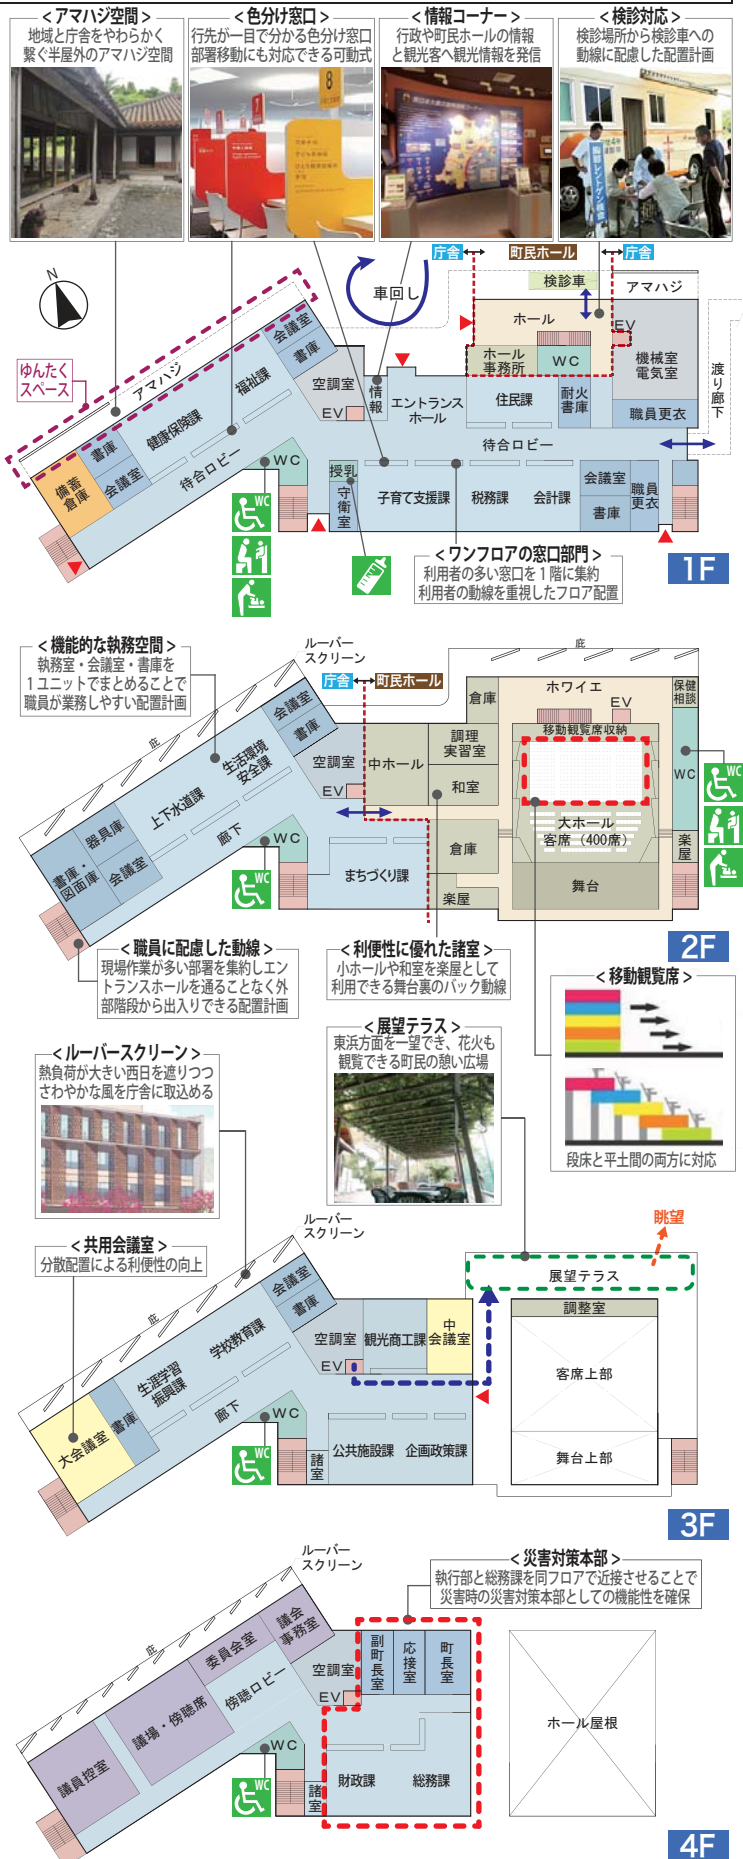 <アマハジ空間>
地域と庁舎をやわらかく
繋ぐ半屋外のアマハジ空間
<色分け窓口>
行先が一目で分かる色分け窓口
部署移動にも対応できる可動式
<情報コーナー>
行政や町民ホールの情報
と観光客へ観光情報を発信
<検診対応>
検診場所から検診車への
動線に配慮した配置計画
7
8
N
庁舎
町民ホール
庁舎
検診車
アマハジ
車回し
ホール
EV
ゆんたく
スペース
アマハジ
会議室
書庫
福祉課
健康保険課
書庫
会議室
備蓄
倉庫
待合ロビー
空調室
EV
情報
エントランス
ホール
ホール
事務所
WC
住民課
耐火
書庫
機械室
電気室
職員更衣
渡り廊下
待合ロビー
WC
授乳
守衛室
子育て支援課
税務課
会計課
会議室
書庫
職員
更衣
WC
<ワンフロアの窓口部門>
利用者の多い窓口を1階に集約
利用者の動線を重視したフロア配置
1F
<機能的な執務空間>
執務室・会議室・書庫を
1ユニットでまとめることで
職員が業務しやすい配置計画
ルーバー
スクリーン
庇
庁舎
町民ホール
庇
会議室
書庫
生活環境
安全課
上下水道課
器具庫
会議室
書庫・
図面庫
廊下
空調室
EV
中ホール
倉庫
調理
実習室
和室
ホワイエ
EV
移動観覧席収納
保健
相談
WC
WC
大ホール
客席（400席）
楽屋
舞台
倉庫
楽屋
まちづくり課
WC
WC
2F
<職員に配慮した動線>
現場作業が多い部署を集約しエン
トランスホールを通ることなく外
部階段から出入りできる配置計画
<利便性に優れた諸室>
小ホールや和室を楽屋として
利用できる舞台裏のバック動線
<移動観覧席>
段床と平土間の両方に対応
<ルーバースクリーン>
熱負荷が大きい西日を遮りつつ
さわやかな風を庁舎に取込める
<展望テラス>
東浜方面を一望でき、花火も
観覧できる町民の憩い広場
<共用会議室>
分散配置による利便性の向上
ルーバー
スクリーン
眺望
展望テラス
庇
会議室
書庫
学校教育課
生涯学習
振興課
書庫
大会議室
廊下
空調室
EV
観光商工課
中
会議室
調整室
客席上部
舞台上部
WC
WC
諸室
公共施設課
企画政策課
3F
ルーバー
スクリーン
<災害対策本部>
執行部と総務課を同フロアで近接させることで
災害時の災害対策本部としての機能性を確保
庇
議会
事務室
委員会室
傍聴ロビー
議場・傍聴席
議員控室
空調室
EV
副町長室
応接室
町長室
WC
WC
諸室
財政課
総務課
ホール屋根
4F